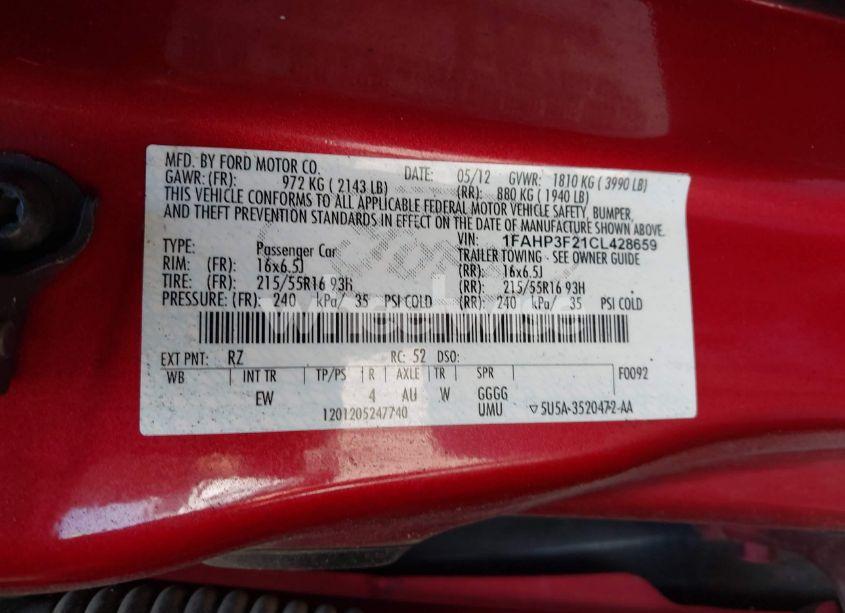 MFD. BY FORD MOTOR CO. DATE: 05/12 GVWR: 1810 KG ( 3990 LB)
GAWR: (FR): 972 KG ( 2143 LB) (RR): 880 KG ( 1940 LB)
THIS VEHICLE CONFORMS TO ALL APPLICABLE FEDERAL MOTOR VEHICLE SAFETY, BUMPER,
AND THEFT PREVENTION STANDARDS IN EFFECT ON THE DATE OF MANUFACTURE SHOWN ABOVE.
VIN: 1FAHP3F21CL428659
TYPE: Passenger Car TRAILER TOWING - SEE OWNER GUIDE
RIM: (FR): 16x6.5J (RR): 16x6.5J
TIRE: (FR): 215/55R16 93H (RR): 215/55R16 93H
PRESSURE: (FR): 240 kPa/ 35 PSI COLD (RR): 240 kPa/ 35 PSI COLD
EXT PNT: RZ RC: 52 DSO:
WB INT TR TP/PS R AXLE TR SPR F0092
EW 4 AU W GGGG
1201205247740 UMU ▽5U5A-3520472-AA